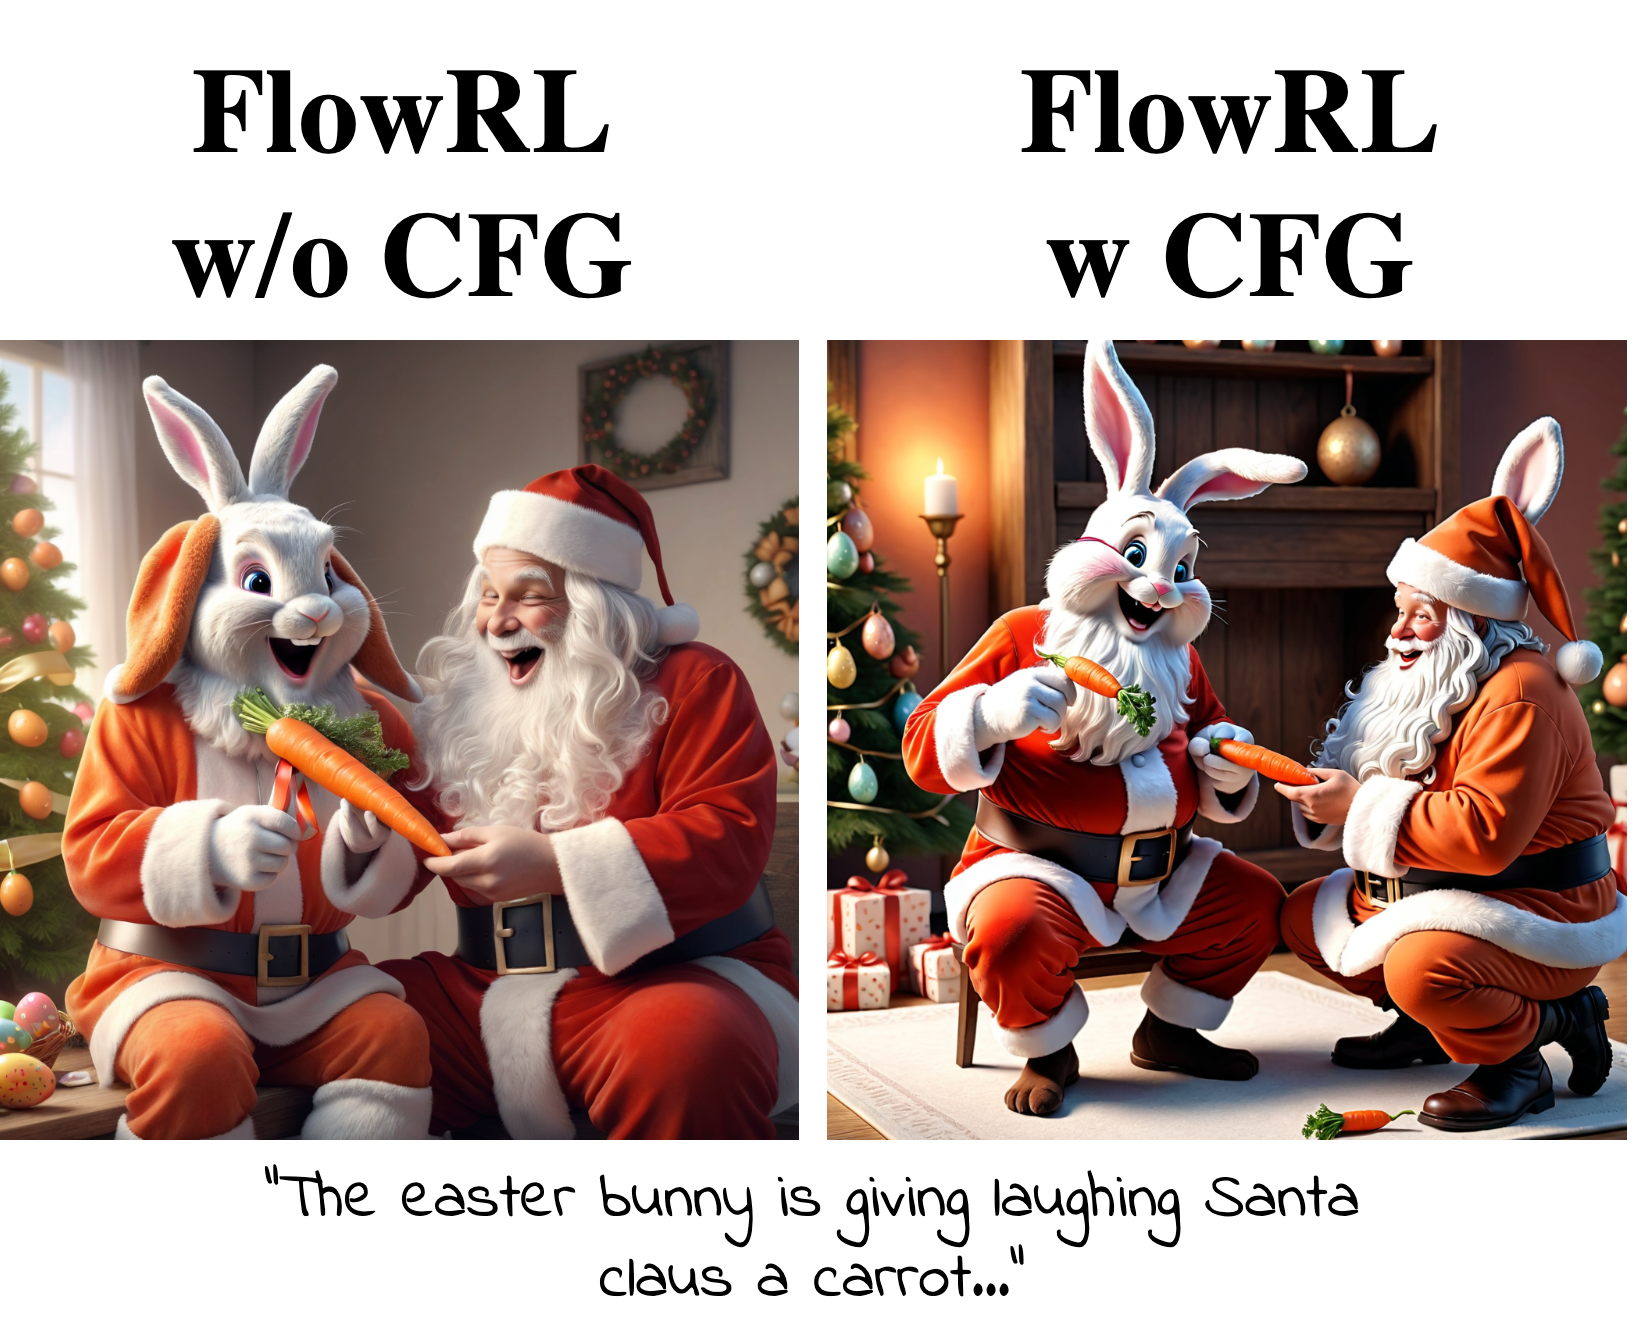 FlowRL
w/o CFG
FlowRL
w CFG
"The easter bunny is giving laughing Santa
claus a carrot..."